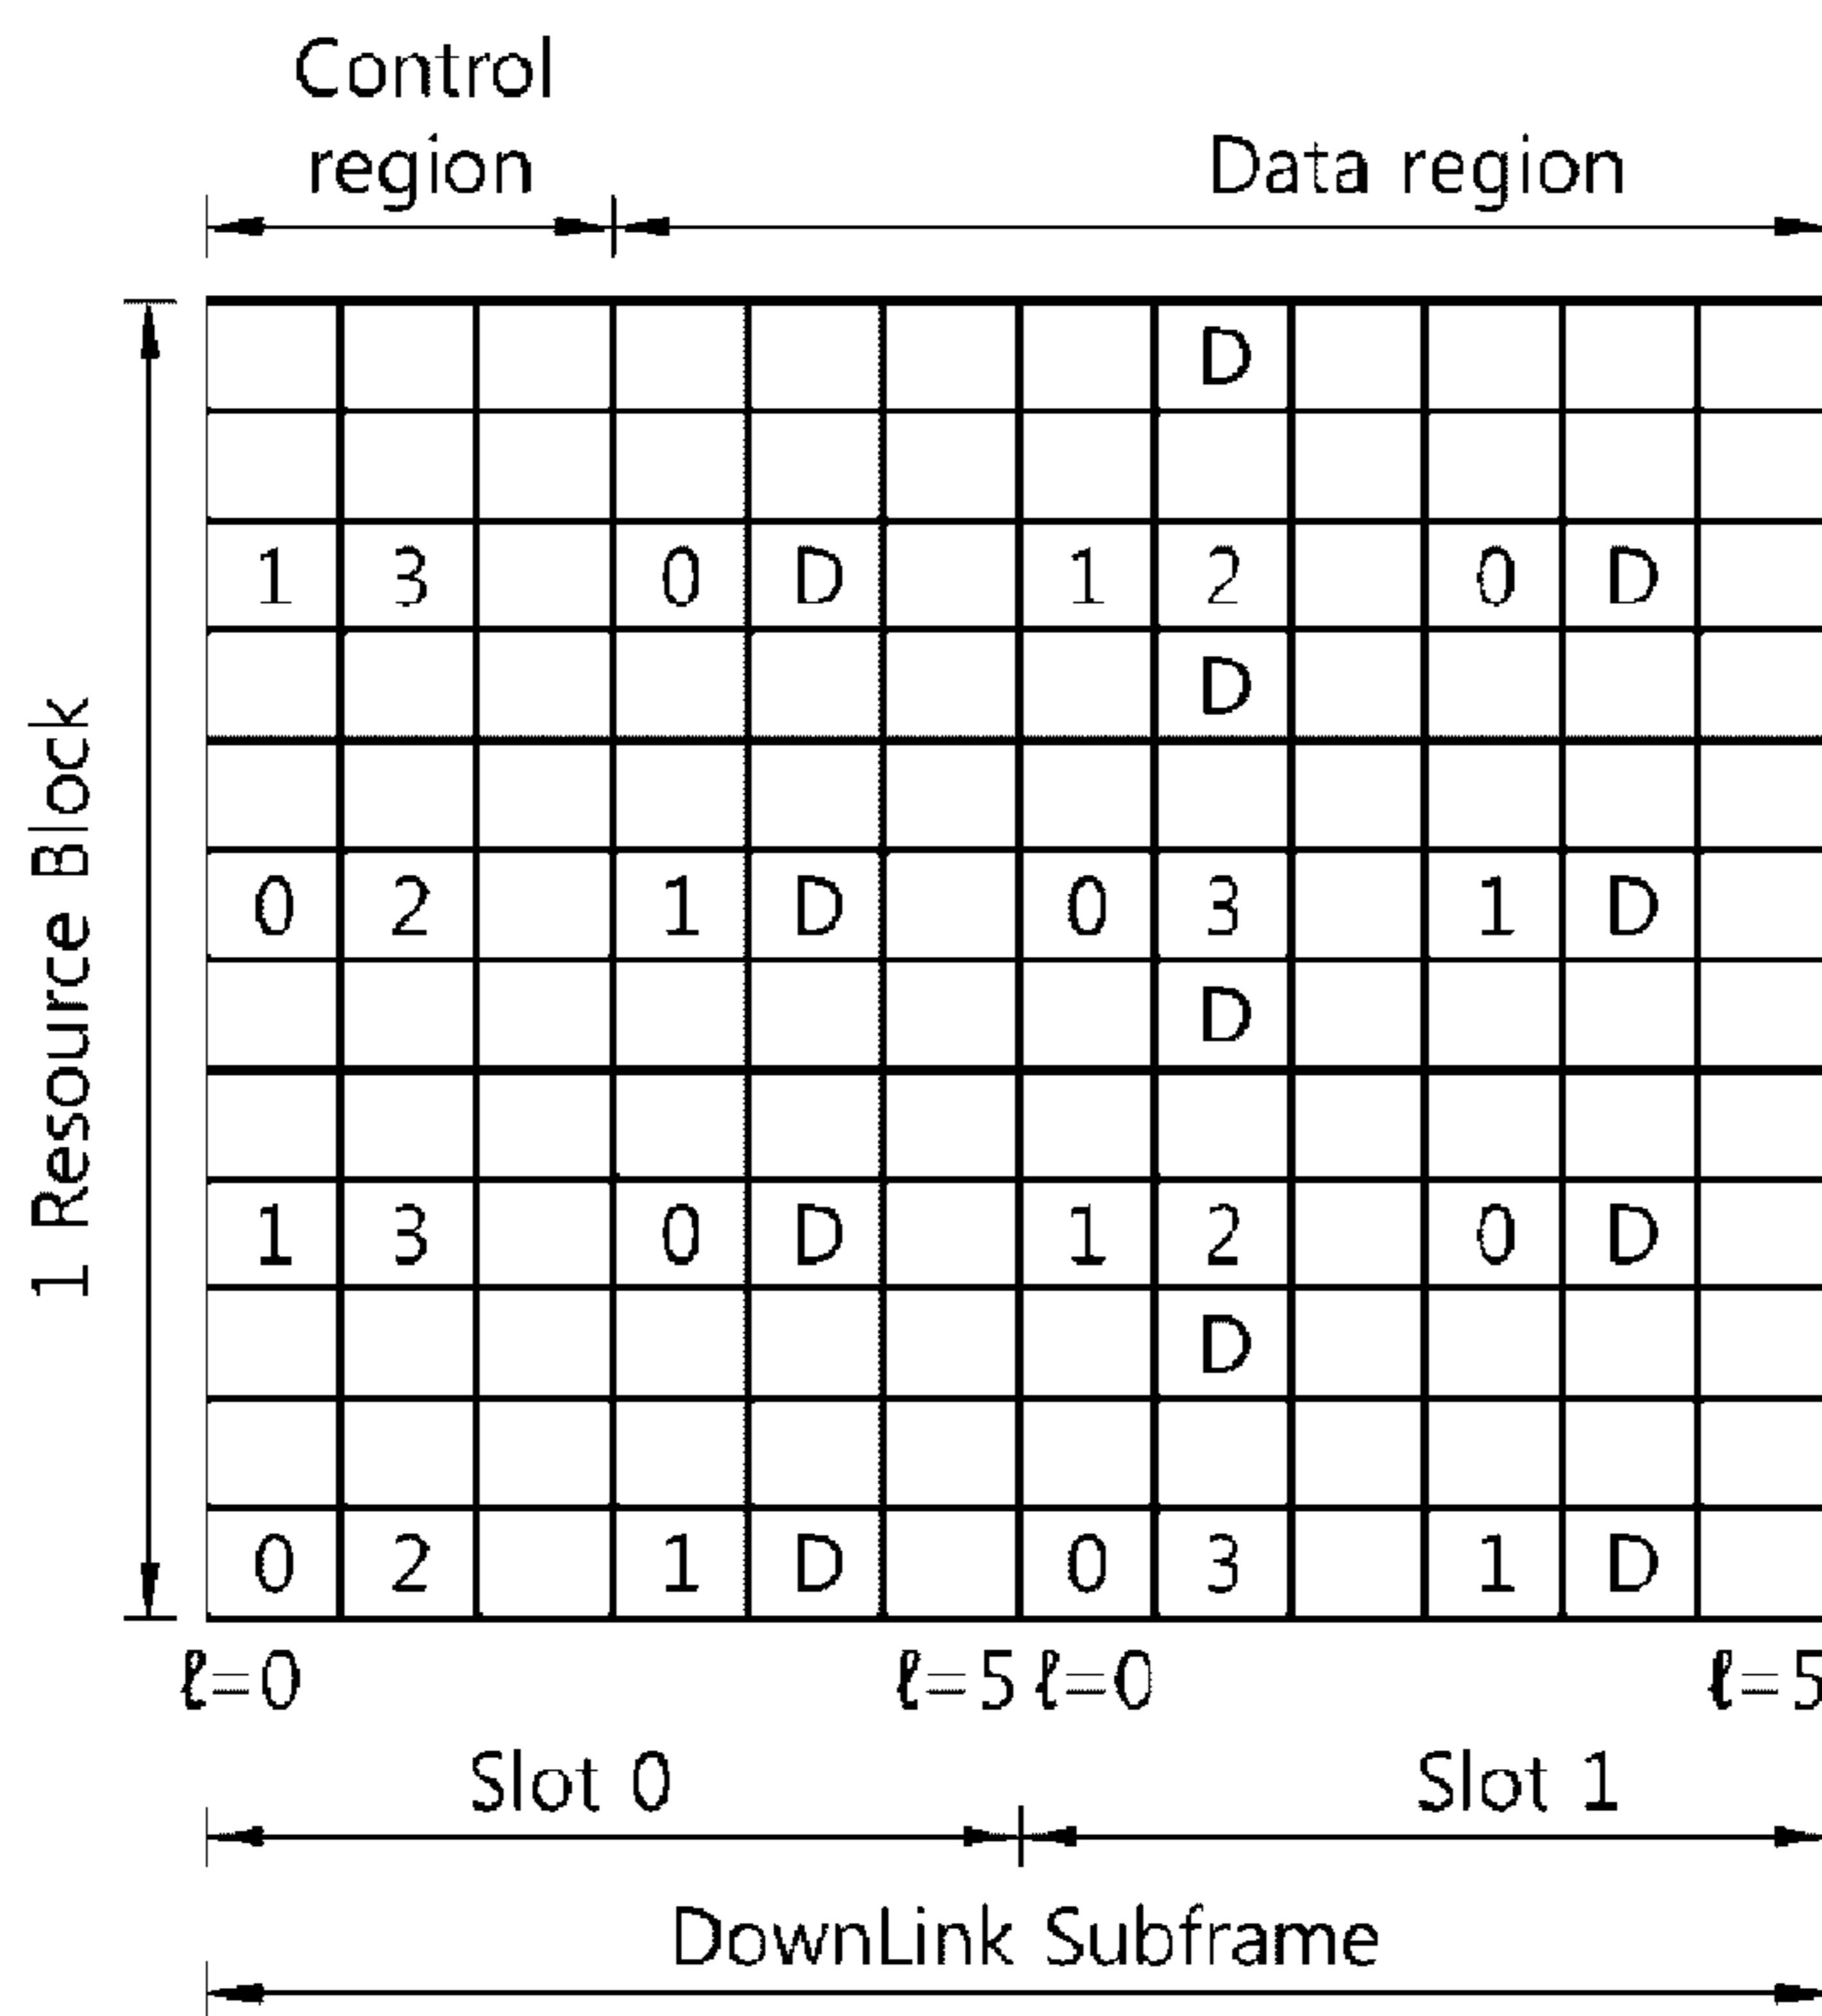 Control
region
Data region
D
1 3 0 D 1 2 0 D
D
0 2 1 D 0 3 1 D
D
1 3 0 D 1 2 0 D
D
0 2 1 D 0 3 1 D
1 Resource Block
ℓ=0 ℓ=5 ℓ=0 ℓ=5
Slot 0 Slot 1
DownLink Subframe